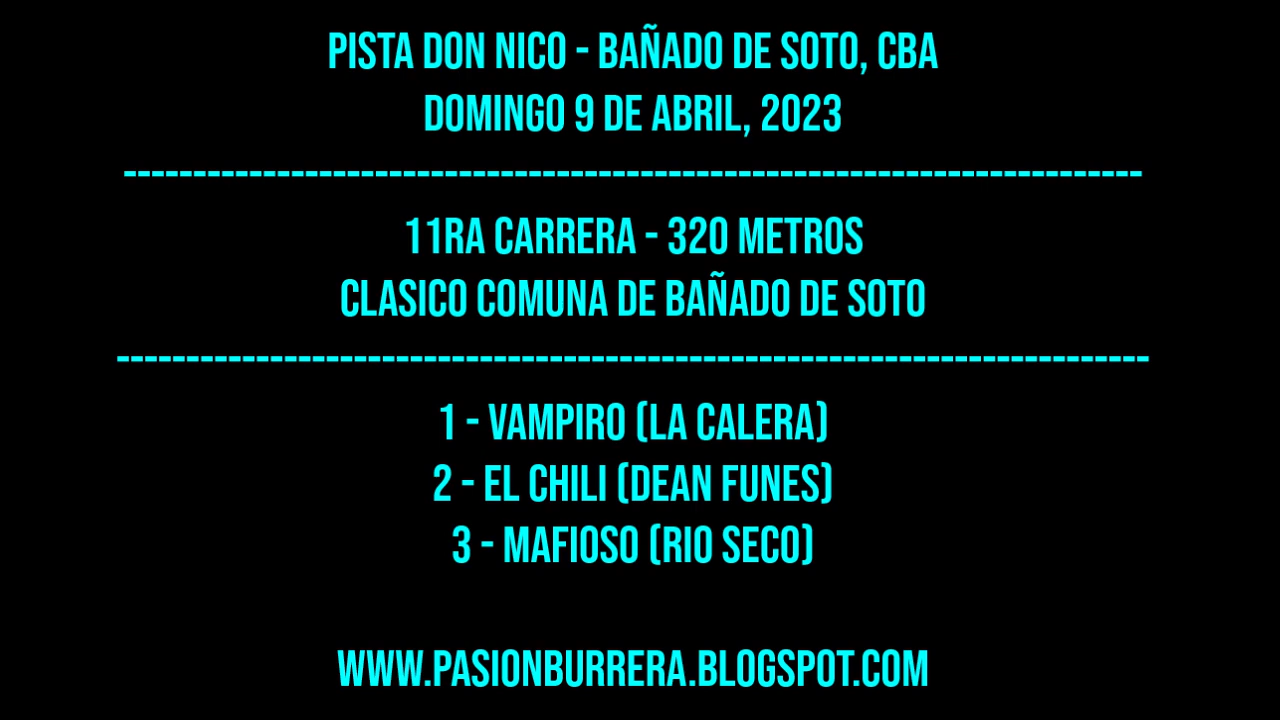 PISTA DON NICO - BAÑADO DE SOTO, CBA
DOMINGO 9 DE ABRIL, 2023
--------------------------------------------------------------------------
11RA CARRERA - 320 METROS
CLASICO COMUNA DE BAÑADO DE SOTO
---------------------------------------------------------------------------
1 - VAMPIRO (LA CALERA)
2 - EL CHILI (DEAN FUNES)
3 - MAFIOSO (RIO SECO)
WWW.PASIONBURRERA.BLOGSPOT.COM